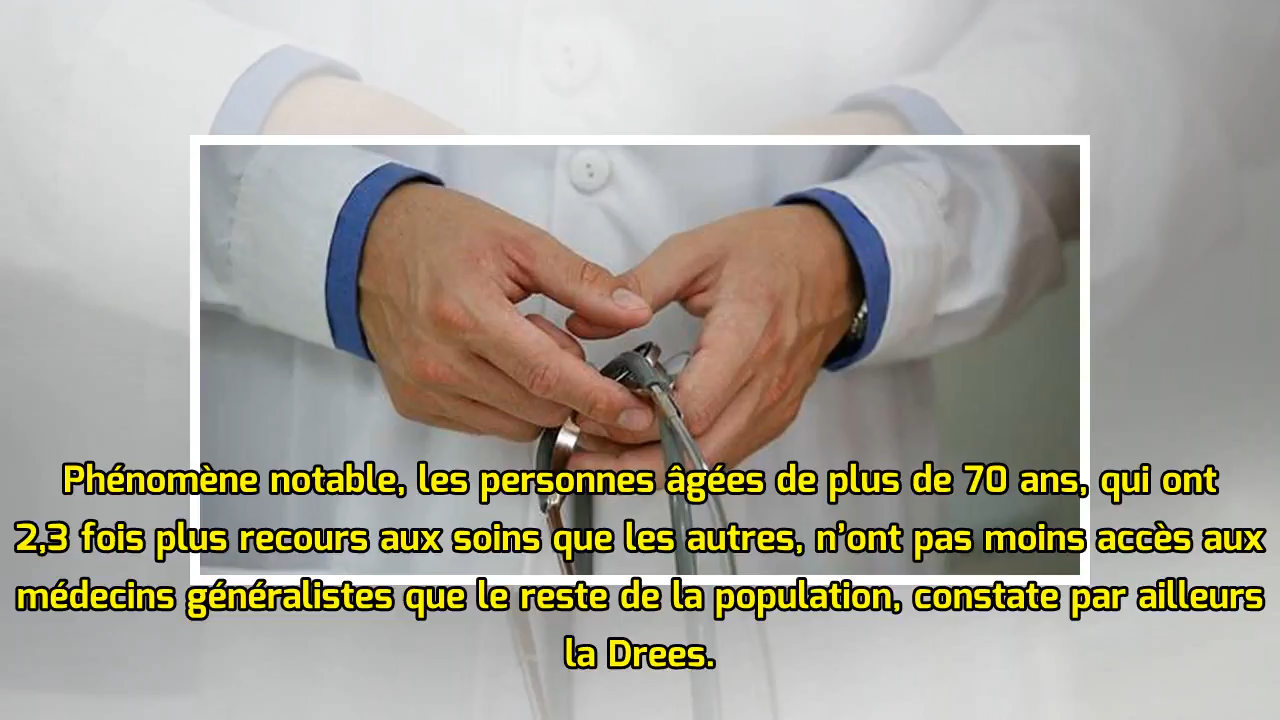 Phénomène notable, les personnes âgées de plus de 70 ans, qui ont
2,3 fois plus recours aux soins que les autres, n’ont pas moins accès aux
médecins généralistes que le reste de la population, constate par ailleurs
la Drees.